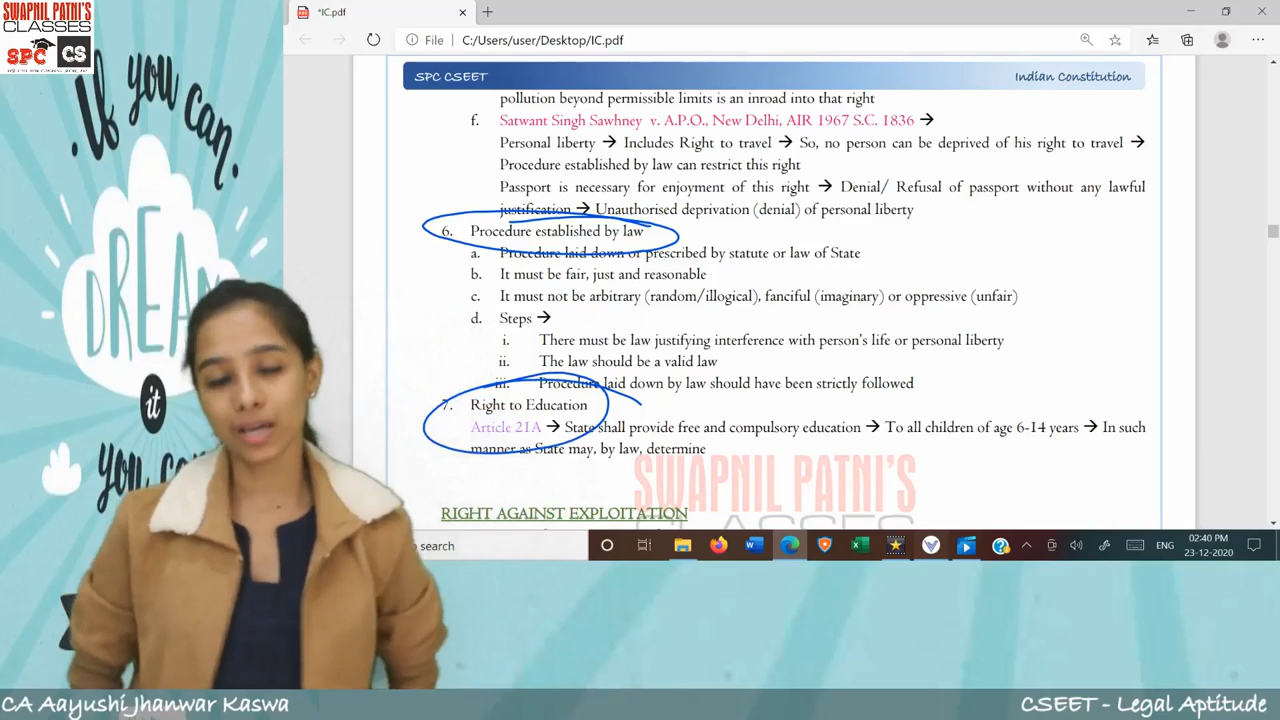 SWAPNIL PATNI'S
CLASSES
SPC CS
If you can
DREAM
it
you can
*IC.pdf
File C:/Users/user/Desktop/IC.pdf
SPC CSEET Indian Constitution
pollution beyond permissible limits is an inroad into that right
f. Satwant Singh Sawhney v. A.P.O., New Delhi, AIR 1967 S.C. 1836 →
Personal liberty → Includes Right to travel → So, no person can be deprived of his right to travel →
Procedure established by law can restrict this right
Passport is necessary for enjoyment of this right → Denial/ Refusal of passport without any lawful
justification → Unauthorised deprivation (denial) of personal liberty
6. Procedure established by law
a. Procedure laid down or prescribed by statute or law of State
b. It must be fair, just and reasonable
c. It must not be arbitrary (random/illogical), fanciful (imaginary) or oppressive (unfair)
d. Steps →
i. There must be law justifying interference with person's life or personal liberty
ii. The law should be a valid law
iii. Procedure laid down by law should have been strictly followed
7. Right to Education
Article 21A → State shall provide free and compulsory education → To all children of age 6-14 years → In such
manner as State may, by law, determine
SWAPNIL PATNI'S
CLASSES
RIGHT AGAINST EXPLOITATION
search
ENG
02:40 PM
23-12-2020
CA Aayushi Jhanwar Kaswa
CSEET - Legal Aptitude